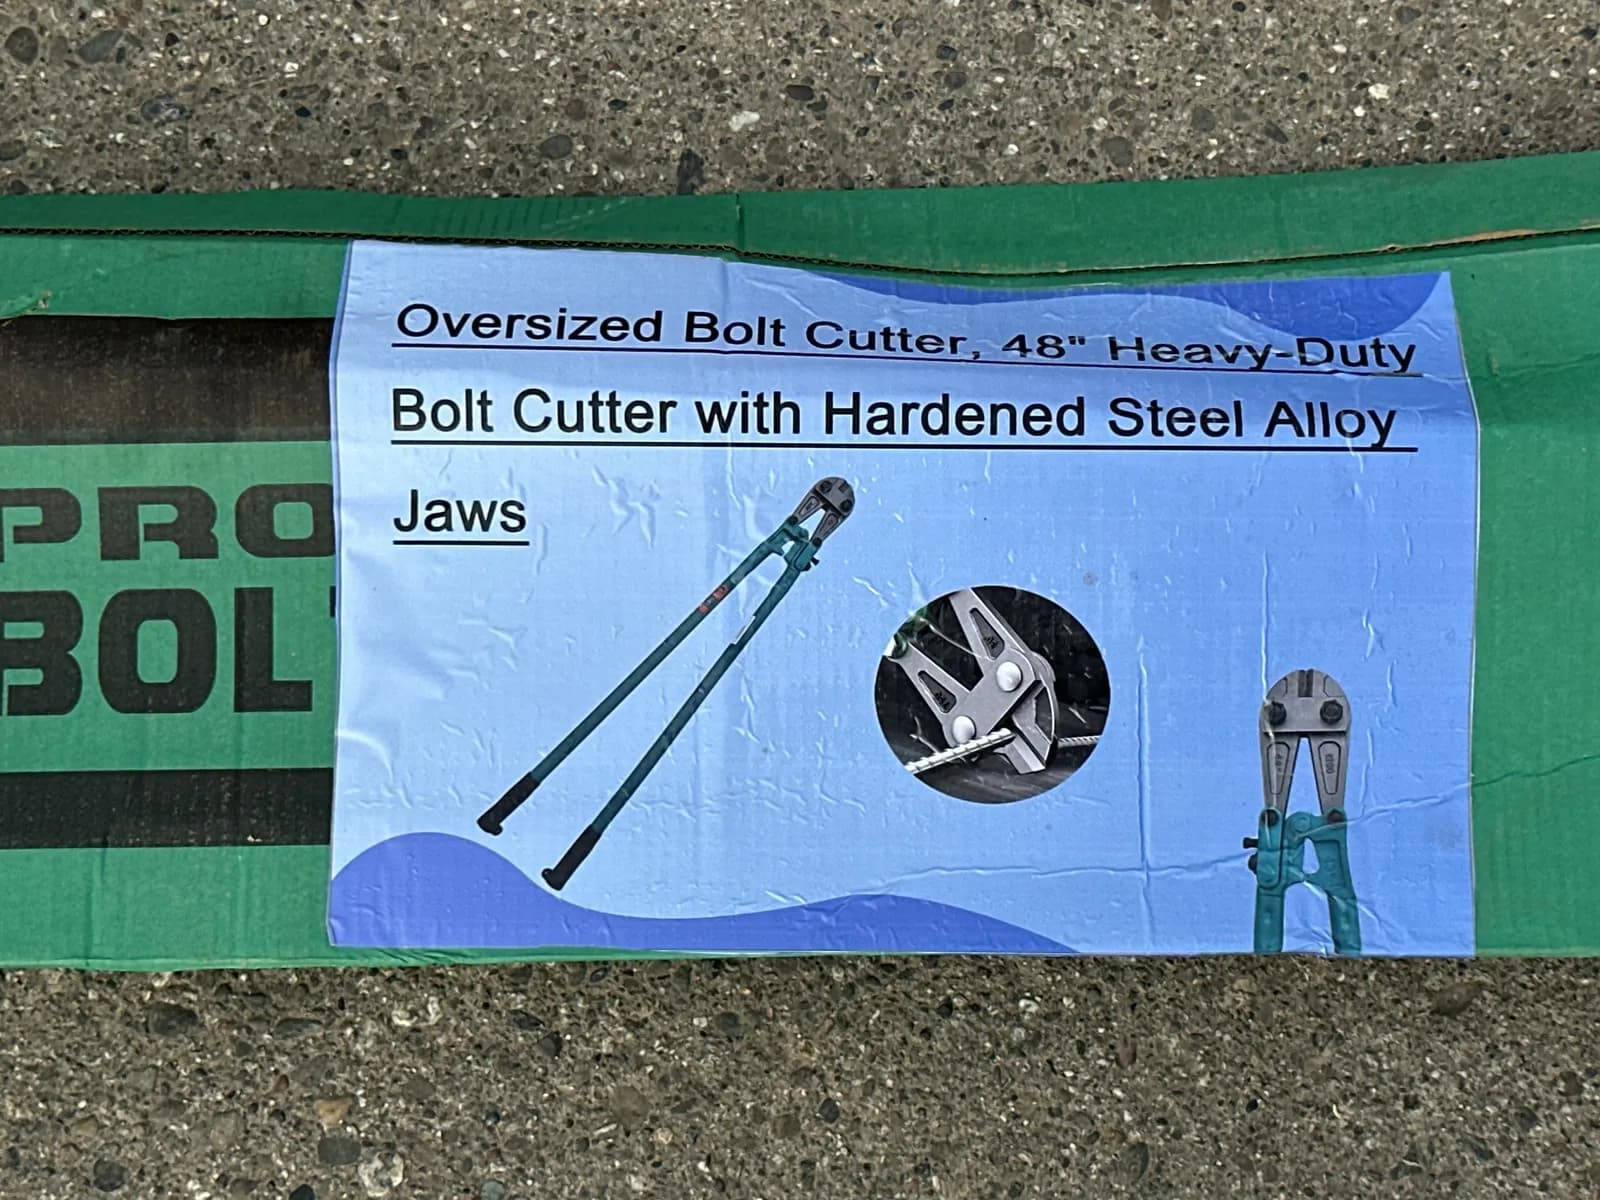 Oversized Bolt Cutter, 48" Heavy-Duty
Bolt Cutter with Hardened Steel Alloy
Jaws
PRO
BOL